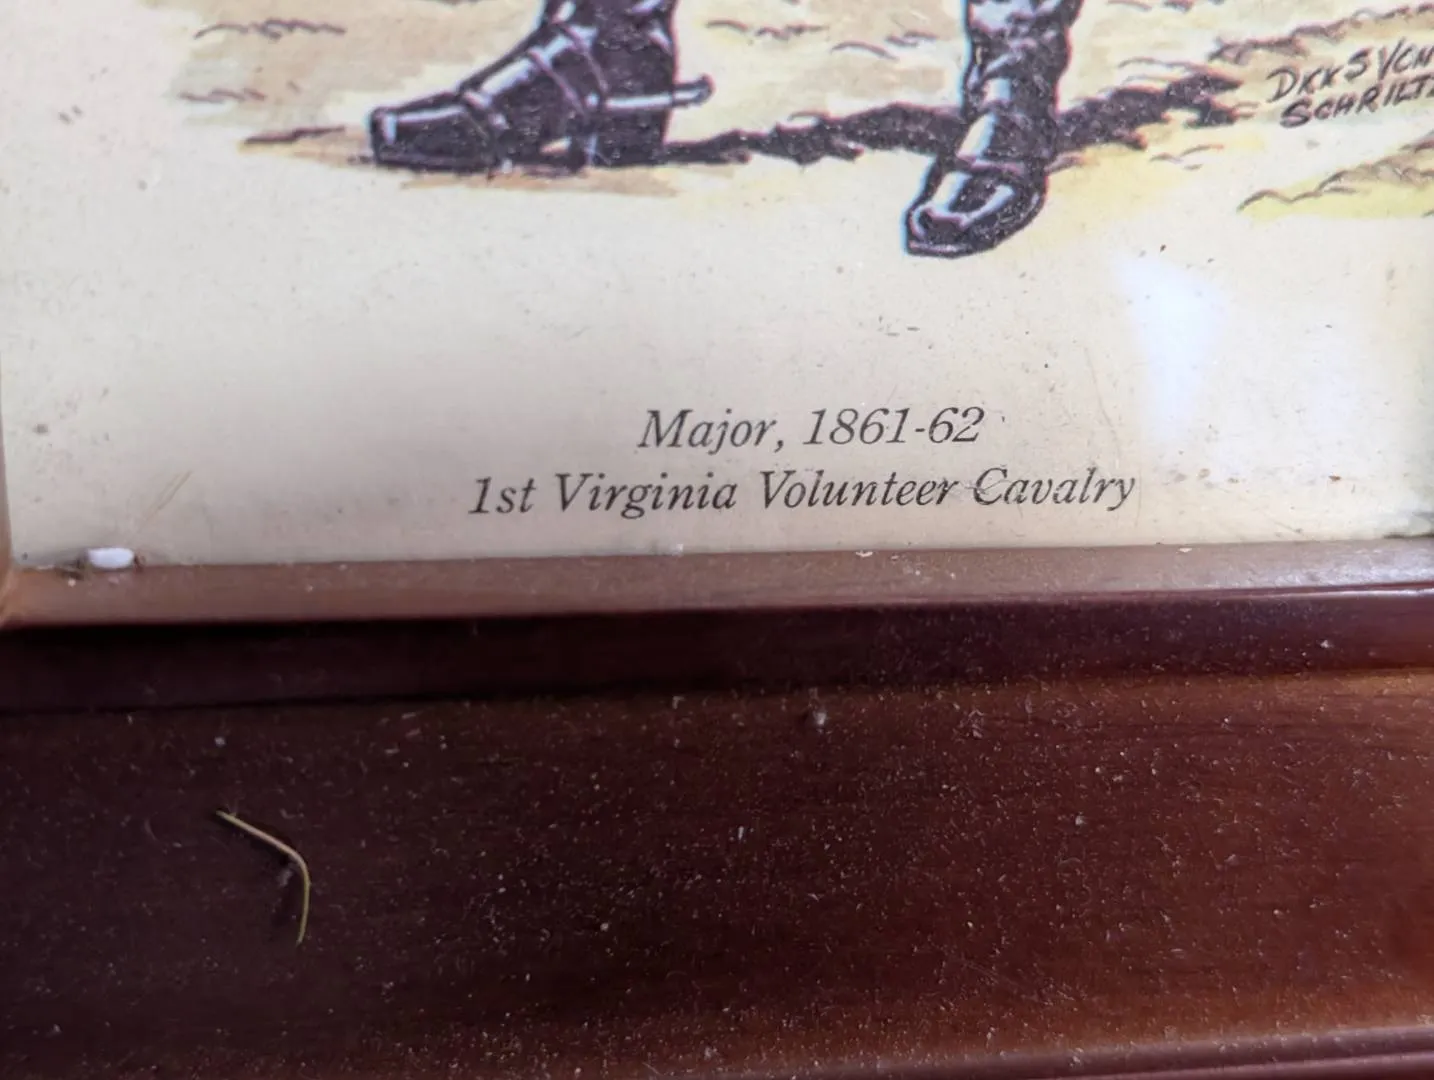 Major, 1861-62
1st Virginia Volunteer Cavalry